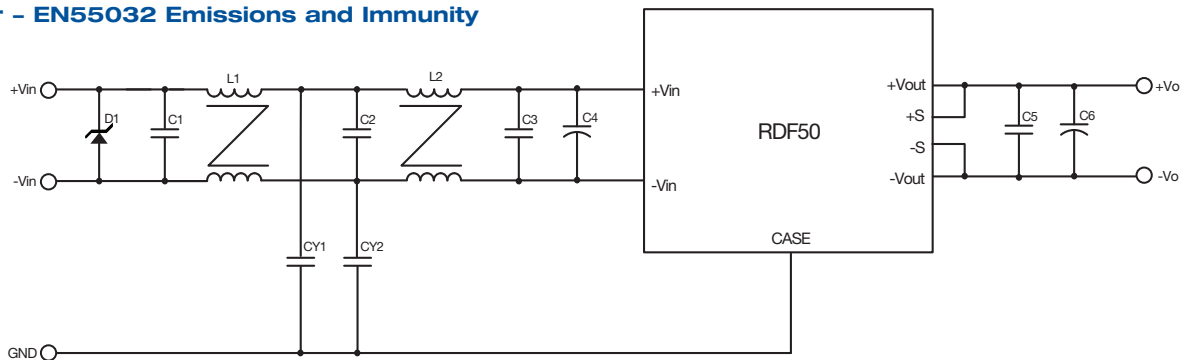 – EN55032 Emissions and Immunity
+Vin
D1
C1
L1
C2
L2
C3
C4
-Vin
CY1
CY2
GND
+Vin
-Vin
RDF50
CASE
+Vout
+S
-S
-Vout
C5
C6
+Vo
-Vo